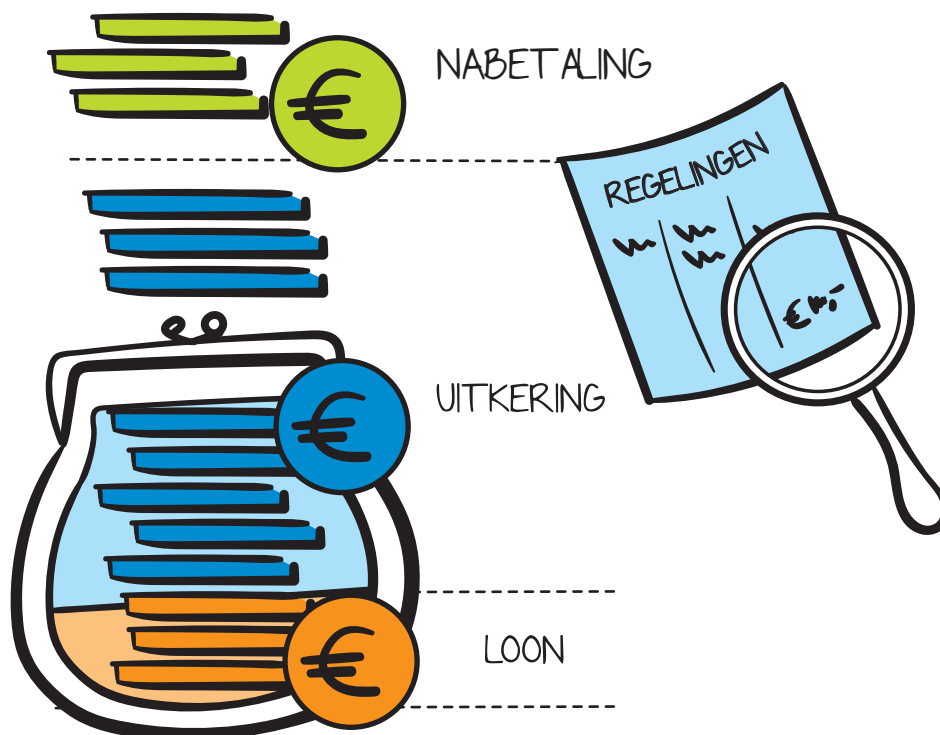 NABETALING
REGELINGEN
€
€
UITKERING
LOON
€